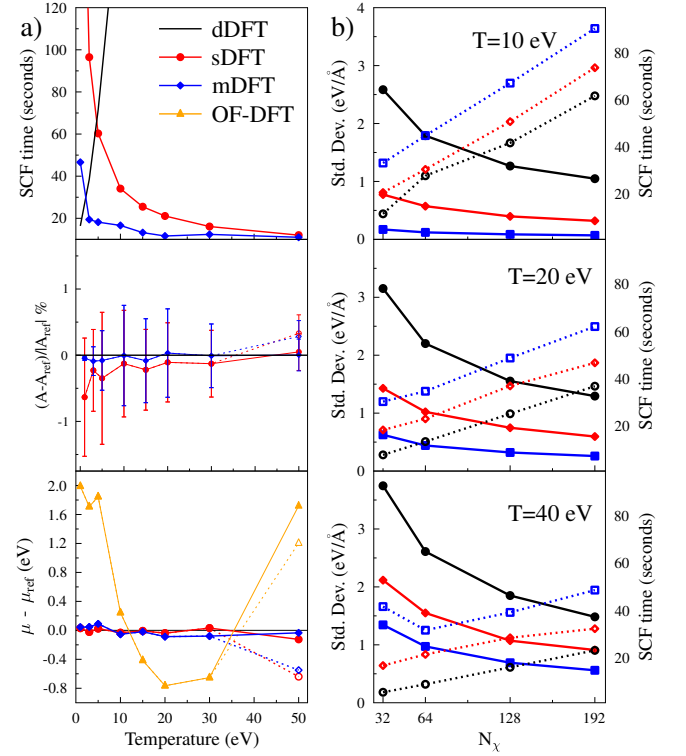 a)
dDFT
sDFT
mDFT
OF-DFT
SCF time (seconds)
120
100
80
60
40
20
(A-A_ref)/|A_ref| %
1
0
-1
μ - μ_ref (eV)
2.0
1.6
1.2
0.8
0.4
0.0
-0.4
-0.8
0 10 20 30 40 50
Temperature (eV)
b)
T=10 eV
Std. Dev. (eV/Å)
3
2
1
0
SCF time (seconds)
80
60
40
20
T=20 eV
Std. Dev. (eV/Å)
3
2
1
0
SCF time (seconds)
80
60
40
20
T=40 eV
Std. Dev. (eV/Å)
3
2
1
0
SCF time (seconds)
80
60
40
20
32 64 128 192
N_χ